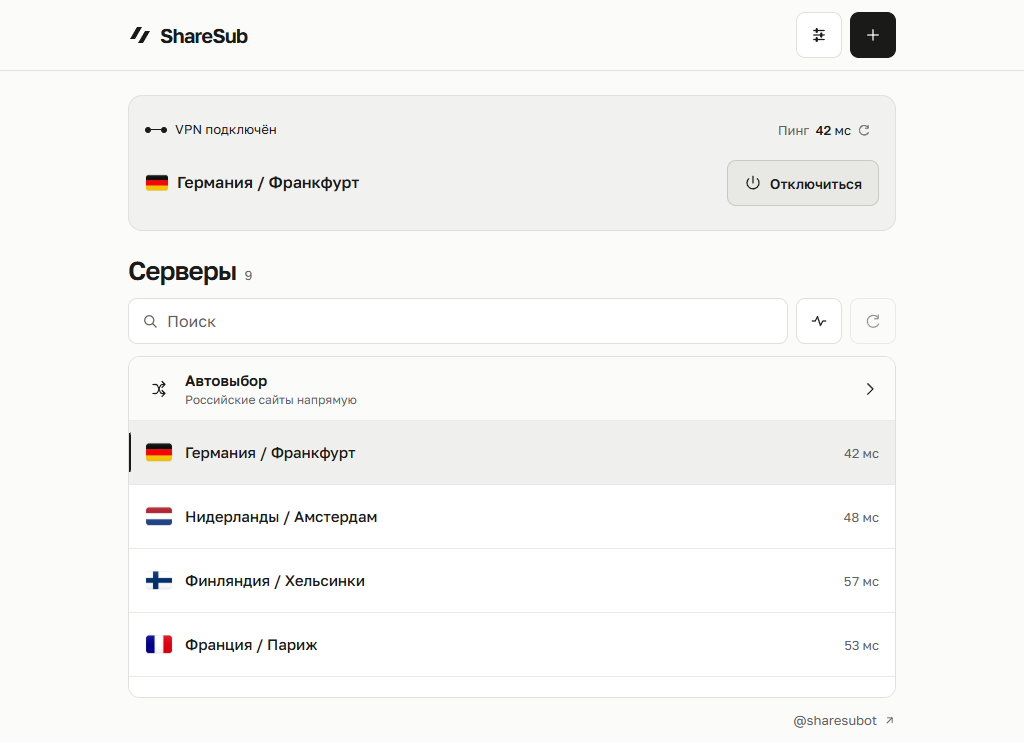 ShareSub
VPN подключён
Пинг 42 мс
Германия / Франкфурт
Отключиться
Серверы 9
Поиск
Автовыбор
Российские сайты напрямую
Германия / Франкфурт 42 мс
Нидерланды / Амстердам 48 мс
Финляндия / Хельсинки 57 мс
Франция / Париж 53 мс
@sharesubot